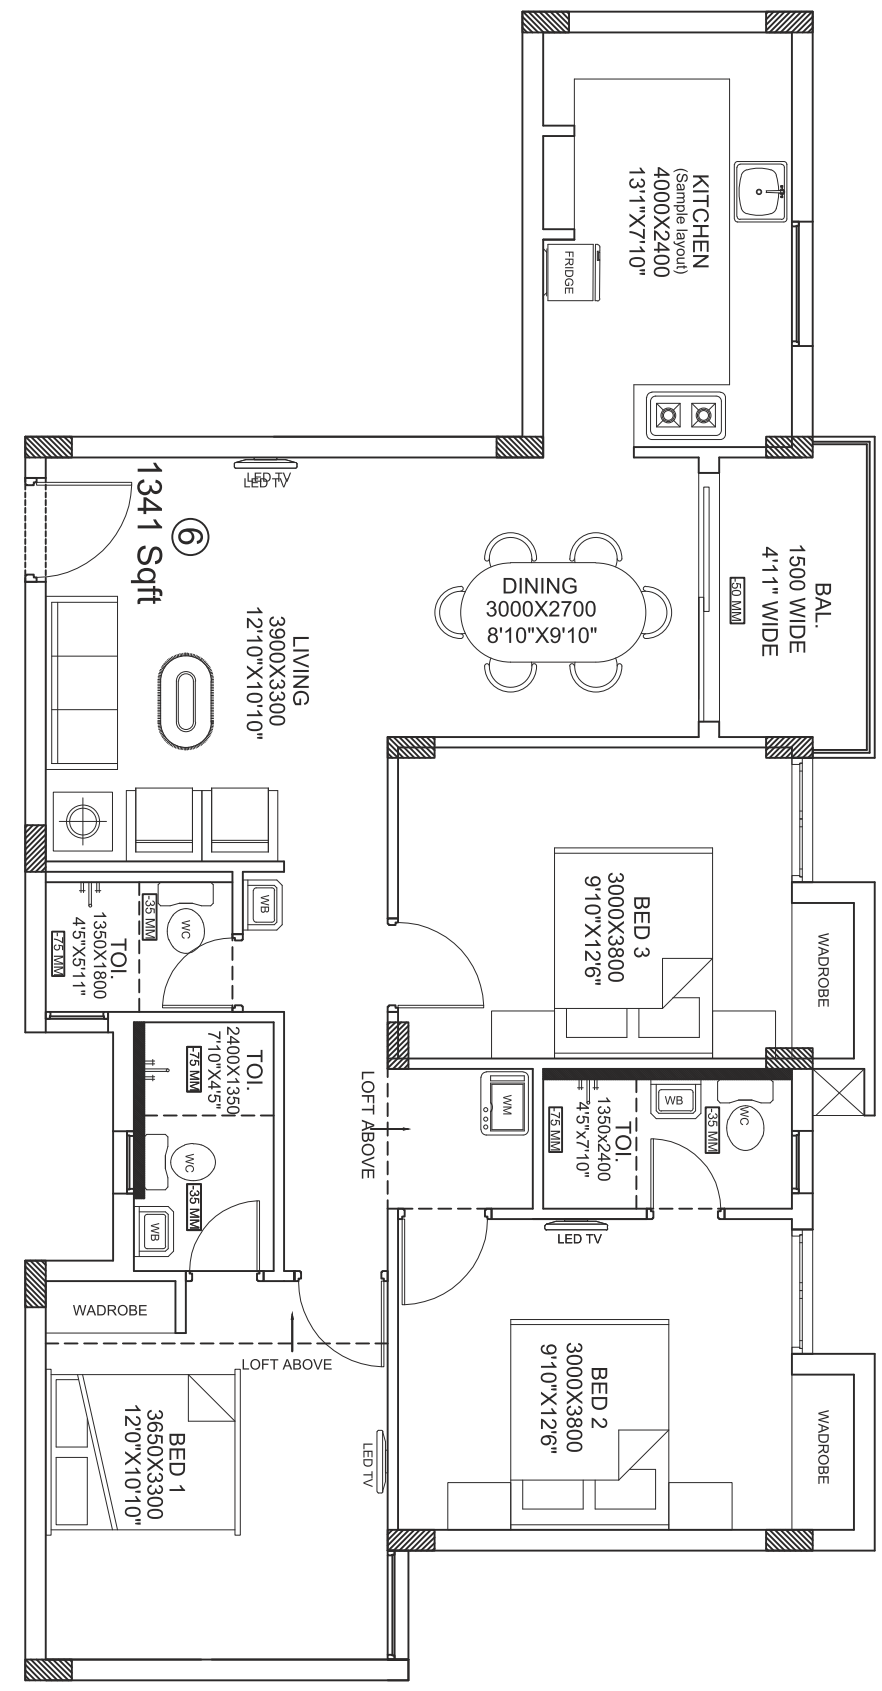 KITCHEN
(Sample layout)
4000X2400
13'1"X7'10"
FRIDGE
LED TV
LED TV
1341 Sqft
6
DINING
3000X2700
8'10"X9'10"
BAL.
1500 WIDE
4'11" WIDE
-50 MM
LIVING
3900X3300
12'10"X10'10"
BED 3
3000X3800
9'10"X12'6"
WADROBE
WB
WC
-35 MM
TOI.
1350X1800
4'5"X5'11"
-75 MM
TOI.
2400X1350
7'10"X4'5"
-75 MM
WC
-35 MM
WB
LOFT ABOVE
WM
TOI.
1350x2400
4'5"x7'10"
-75 MM
WB
-35 MM
WC
LED TV
WADROBE
LOFT ABOVE
BED 2
3000X3800
9'10"X12'6"
WADROBE
BED 1
3650X3300
12'0"X10'10"
LED TV